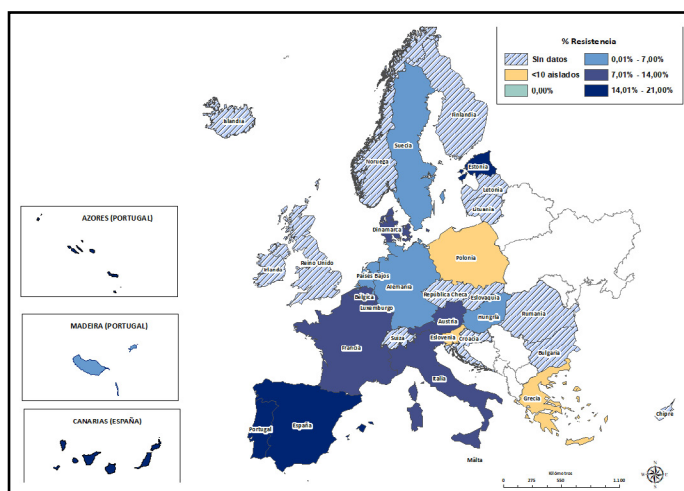 % Resistencia
Sin datos
<10 aislados
0,00%
0,01% - 7,00%
7,01% - 14,00%
14,01% - 21,00%
Islandia
Finlandia
Suecia
Noruega
Estonia
Letonia
Lituania
AZORES (PORTUGAL)
Dinamarca
Irlanda
Reino Unido
Polonia
Países Bajos
Alemania
Bélgica
República Checa
Eslovaquia
Luxemburgo
MADEIRA (PORTUGAL)
Austria
Hungría
Rumanía
Suiza
Eslovenia
Croacia
Francia
Bulgaria
Italia
CANARIAS (ESPAÑA)
Grecia
Chipre
Portugal
España
Malta
Kilómetros
0
275
550
1.100